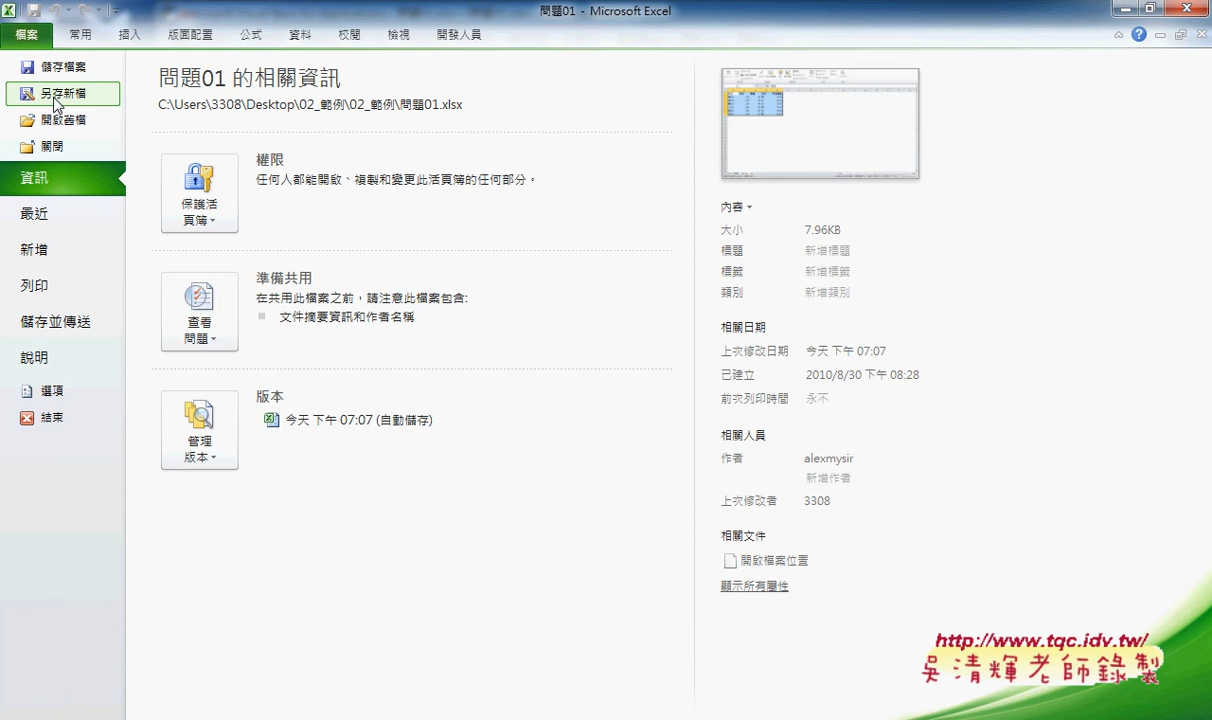 問題01 - Microsoft Excel
檔案 常用 插入 版面配置 公式 資料 校閱 檢視 開發人員
儲存檔案
另存新檔
開啟舊檔
關閉
資訊
最近
新增
列印
儲存並傳送
說明
選項
結束
問題01 的相關資訊
C:\Users\3308\Desktop\02_範例\02_範例\問題01.xlsx
保護活
頁簿
權限
任何人都能開啟、複製和變更此活頁簿的任何部分。
查看
問題
準備共用
在共用此檔案之前，請注意此檔案包含:
文件摘要資訊和作者名稱
管理
版本
版本
今天 下午 07:07 (自動儲存)
內容
大小 7.96KB
標題 新增標題
標籤 新增標籤
類別 新增類別
相關日期
上次修改日期 今天 下午 07:07
已建立 2010/8/30 下午 08:28
前次列印時間 永不
相關人員
作者 alexmysir
新增作者
上次修改者 3308
相關文件
開啟檔案位置
顯示所有屬性
http://www.tqc.idv.tw/
吳清輝老師錄製